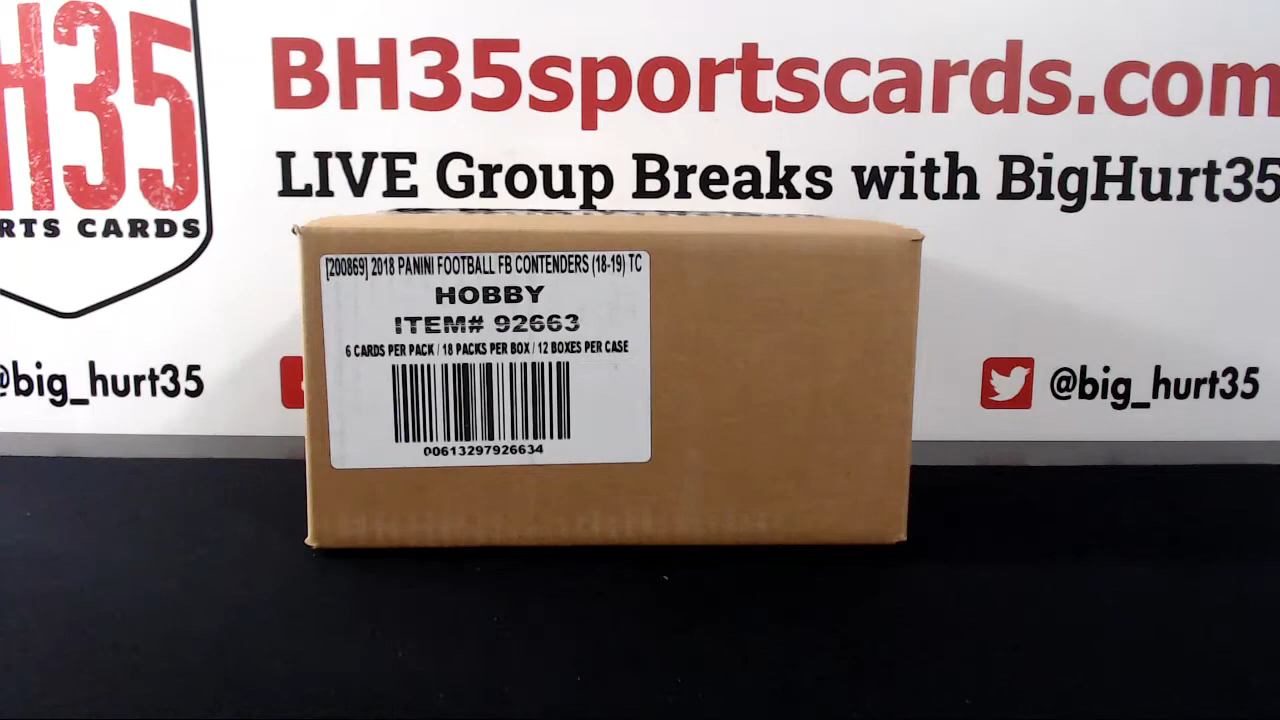 H35
RTS CARDS
BH35sportscards.com
LIVE Group Breaks with BigHurt35
[200869] 2018 PANINI FOOTBALL FB CONTENDERS (18-19) TC
HOBBY
ITEM# 92663
6 CARDS PER PACK / 18 PACKS PER BOX / 12 BOXES PER CASE
00613297926634
@big_hurt35
@big_hurt35